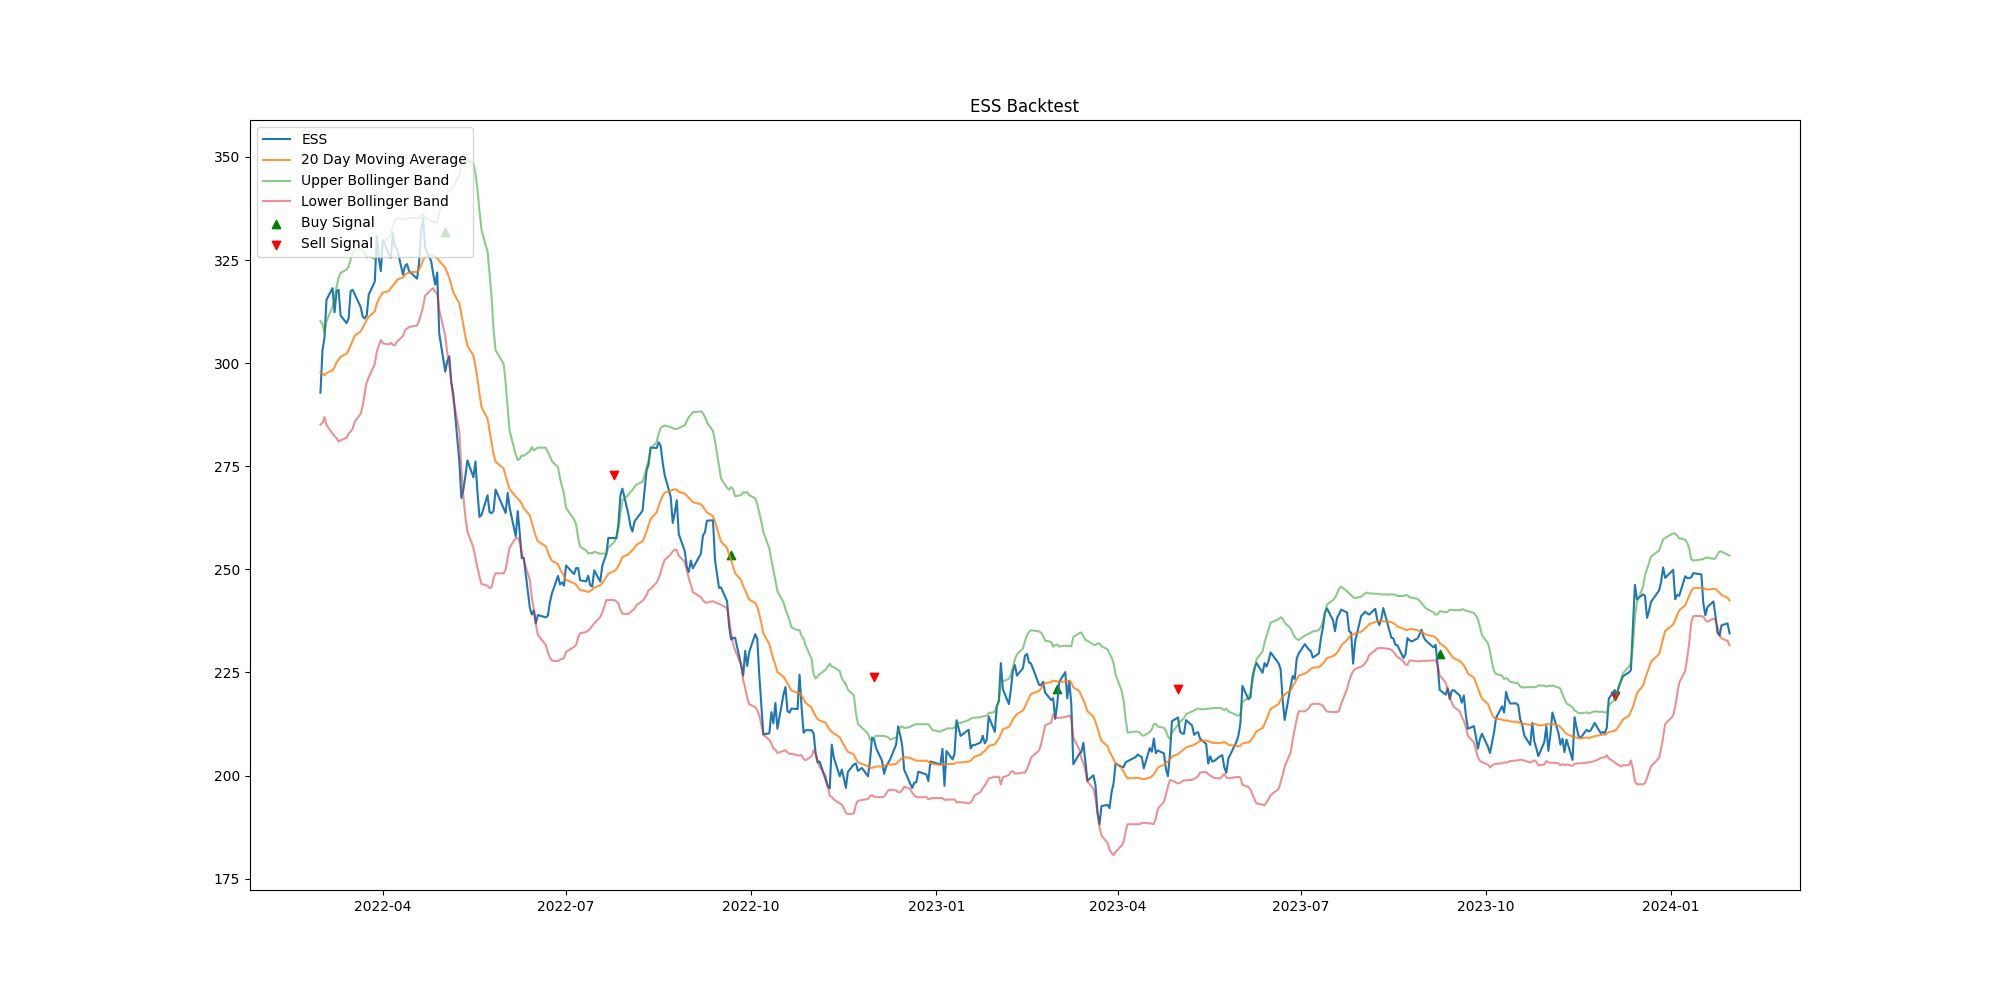 ESS Backtest
ESS
20 Day Moving Average
Upper Bollinger Band
Lower Bollinger Band
Buy Signal
Sell Signal
350
325
300
275
250
225
200
175
2022-04
2022-07
2022-10
2023-01
2023-04
2023-07
2023-10
2024-01